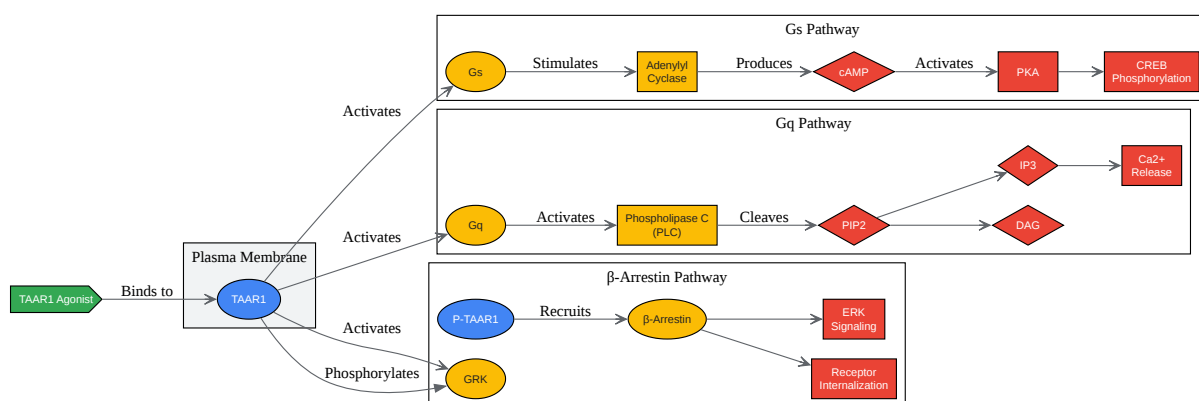 Gs Pathway
Gs
Stimulates
Adenylyl
Cyclase
Produces
cAMP
Activates
PKA
CREB
Phosphorylation
Activates
Gq Pathway
Gq
Activates
Phospholipase C
(PLC)
Cleaves
PIP2
IP3
Ca2+
Release
DAG
Activates
Plasma Membrane
TAAR1 Agonist
Binds to
TAAR1
β-Arrestin Pathway
P-TAAR1
Recruits
β-Arrestin
ERK
Signaling
Receptor
Internalization
Activates
Phosphorylates
GRK